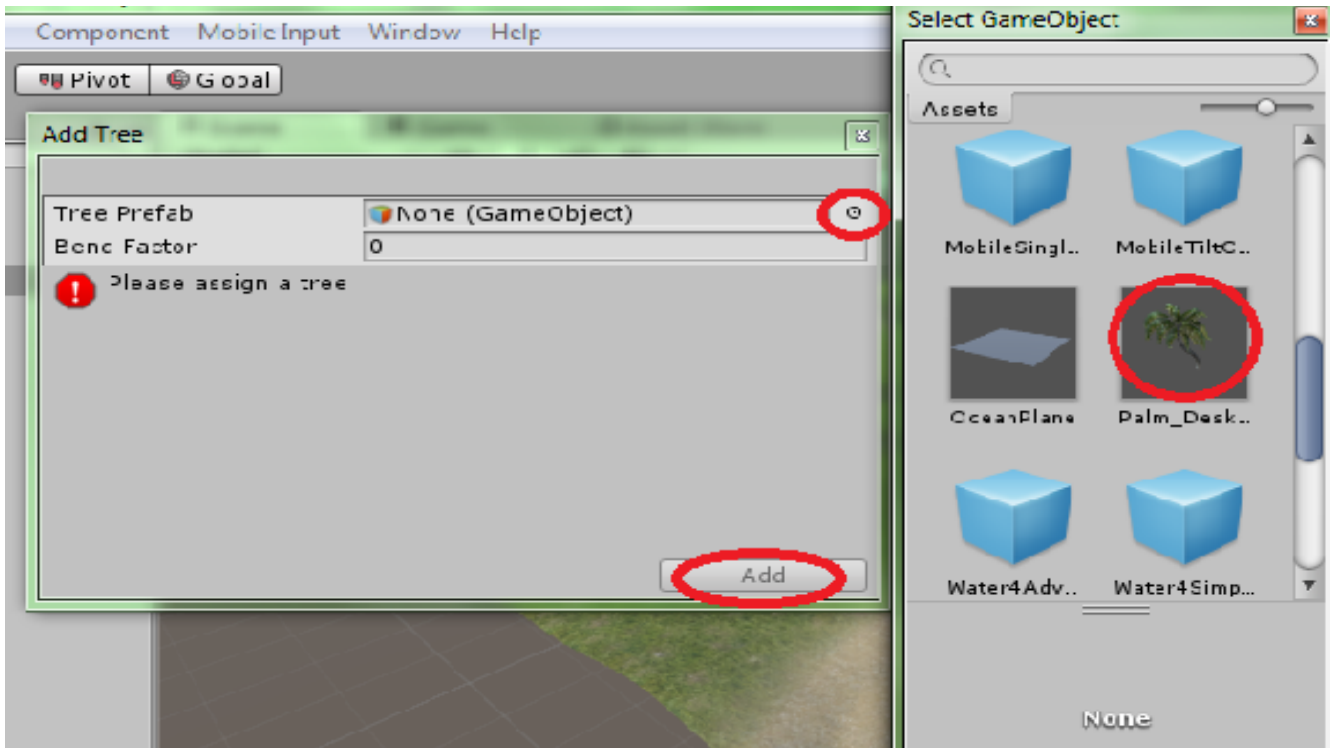 Component Mobile Input Window Help
Pivot Global
Add Tree
Tree Prefab None (GameObject)
Bend Factor 0
Please assign a tree
Add
Select GameObject
Assets
MobileSingl... MobileTiltC...
OceanPlane Palm_Desk...
Water4Adv... Water4Simp...
None